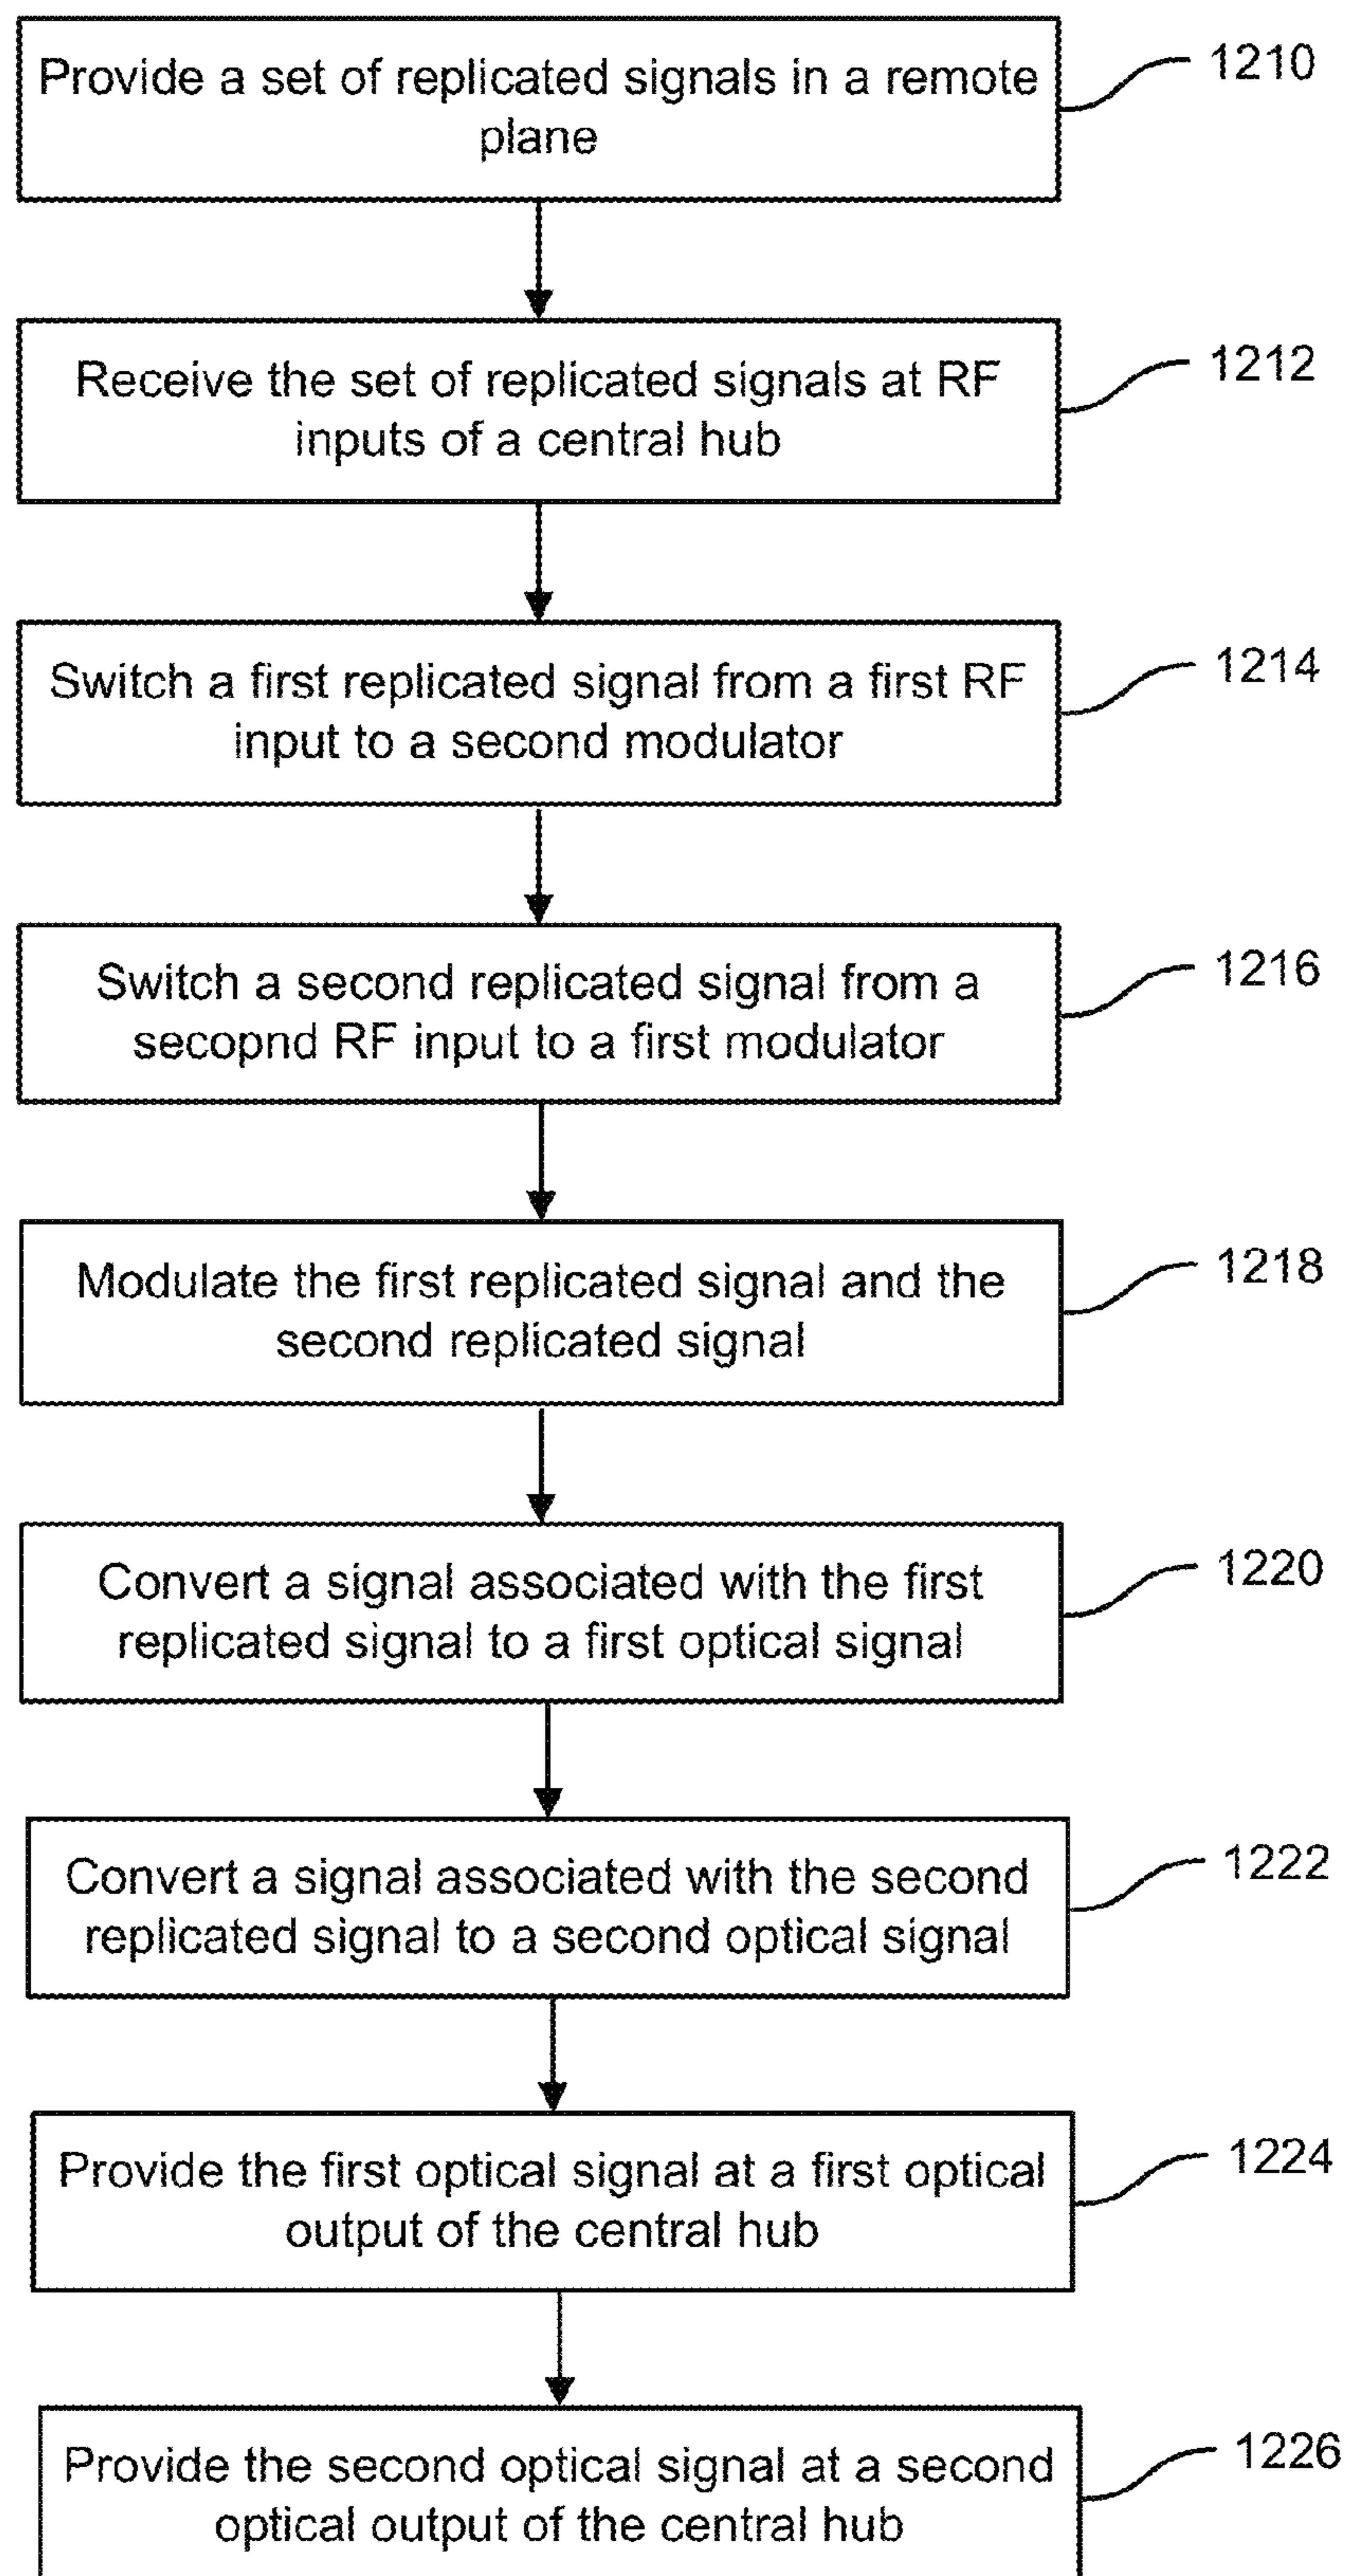 Provide a set of replicated signals in a remote
plane
1210
Receive the set of replicated signals at RF
inputs of a central hub
1212
Switch a first replicated signal from a first RF
input to a second modulator
1214
Switch a second replicated signal from a
secopnd RF input to a first modulator
1216
Modulate the first replicated signal and the
second replicated signal
1218
Convert a signal associated with the first
replicated signal to a first optical signal
1220
Convert a signal associated with the second
replicated signal to a second optical signal
1222
Provide the first optical signal at a first optical
output of the central hub
1224
Provide the second optical signal at a second
optical output of the central hub
1226